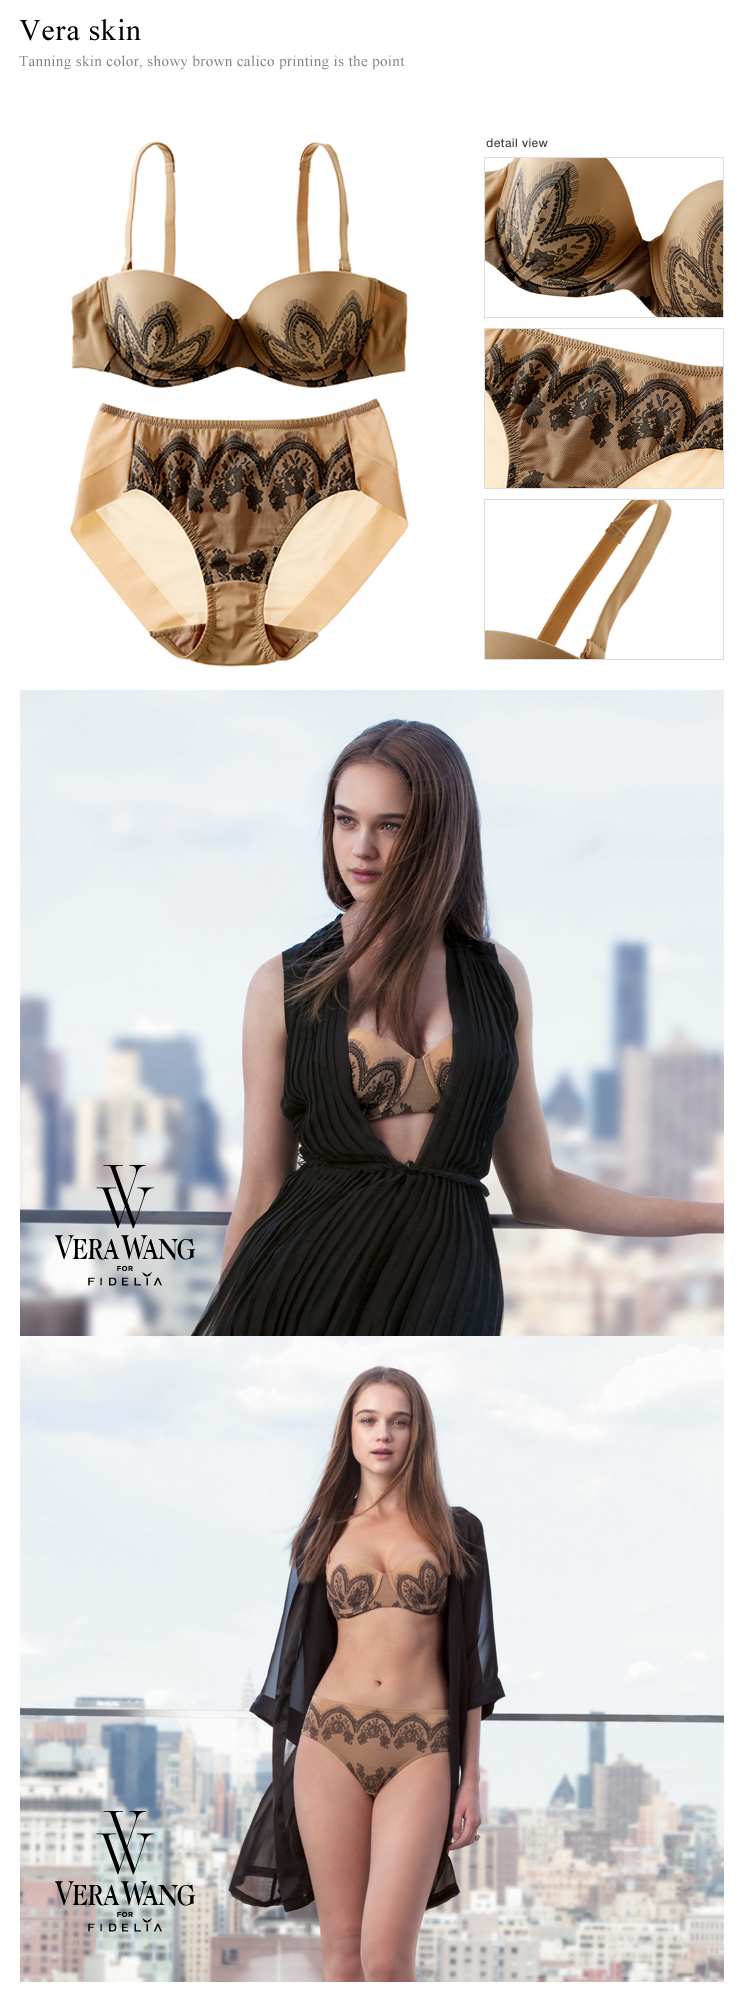 Vera skin
Tanning skin color, showy brown calico printing is the point
detail view
VW
VERA WANG
FOR
FIDELIA
VW
VERA WANG
FOR
FIDELIA